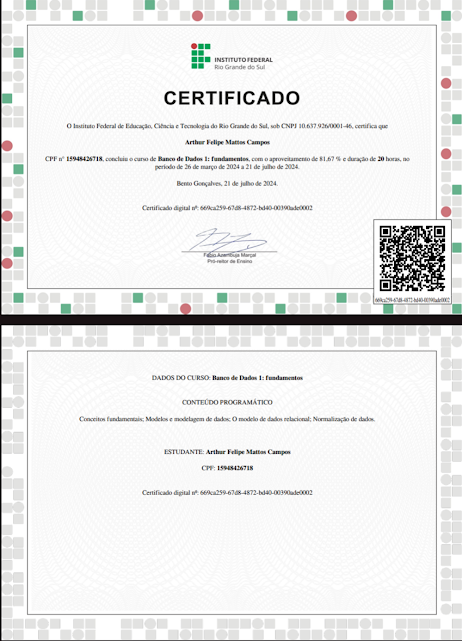 INSTITUTO FEDERAL
Rio Grande do Sul
CERTIFICADO
O Instituto Federal de Educação, Ciência e Tecnologia do Rio Grande do Sul, sob CNPJ 10.637.926/0001-46, certifica que
Arthur Felipe Mattos Campos
CPF nº 15948426718, concluiu o curso de Banco de Dados 1: fundamentos, com o aproveitamento de 81.67 % e duração de 20 horas, no
período de 26 de março de 2024 a 21 de julho de 2024.
Bento Gonçalves, 21 de julho de 2024.
Certificado digital nº: 669ca259-67d8-4872-bd40-00390ade0002
Fábio Azambuja Marçal
Pró-reitor de Ensino
669ca259-67d8-4872-bd40-00390ade0002
DADOS DO CURSO: Banco de Dados 1: fundamentos
CONTEÚDO PROGRAMÁTICO
Conceitos fundamentais; Modelos e modelagem de dados; O modelo de dados relacional; Normalização de dados.
ESTUDANTE: Arthur Felipe Mattos Campos
CPF: 15948426718
Certificado digital nº: 669ca259-67d8-4872-bd40-00390ade0002